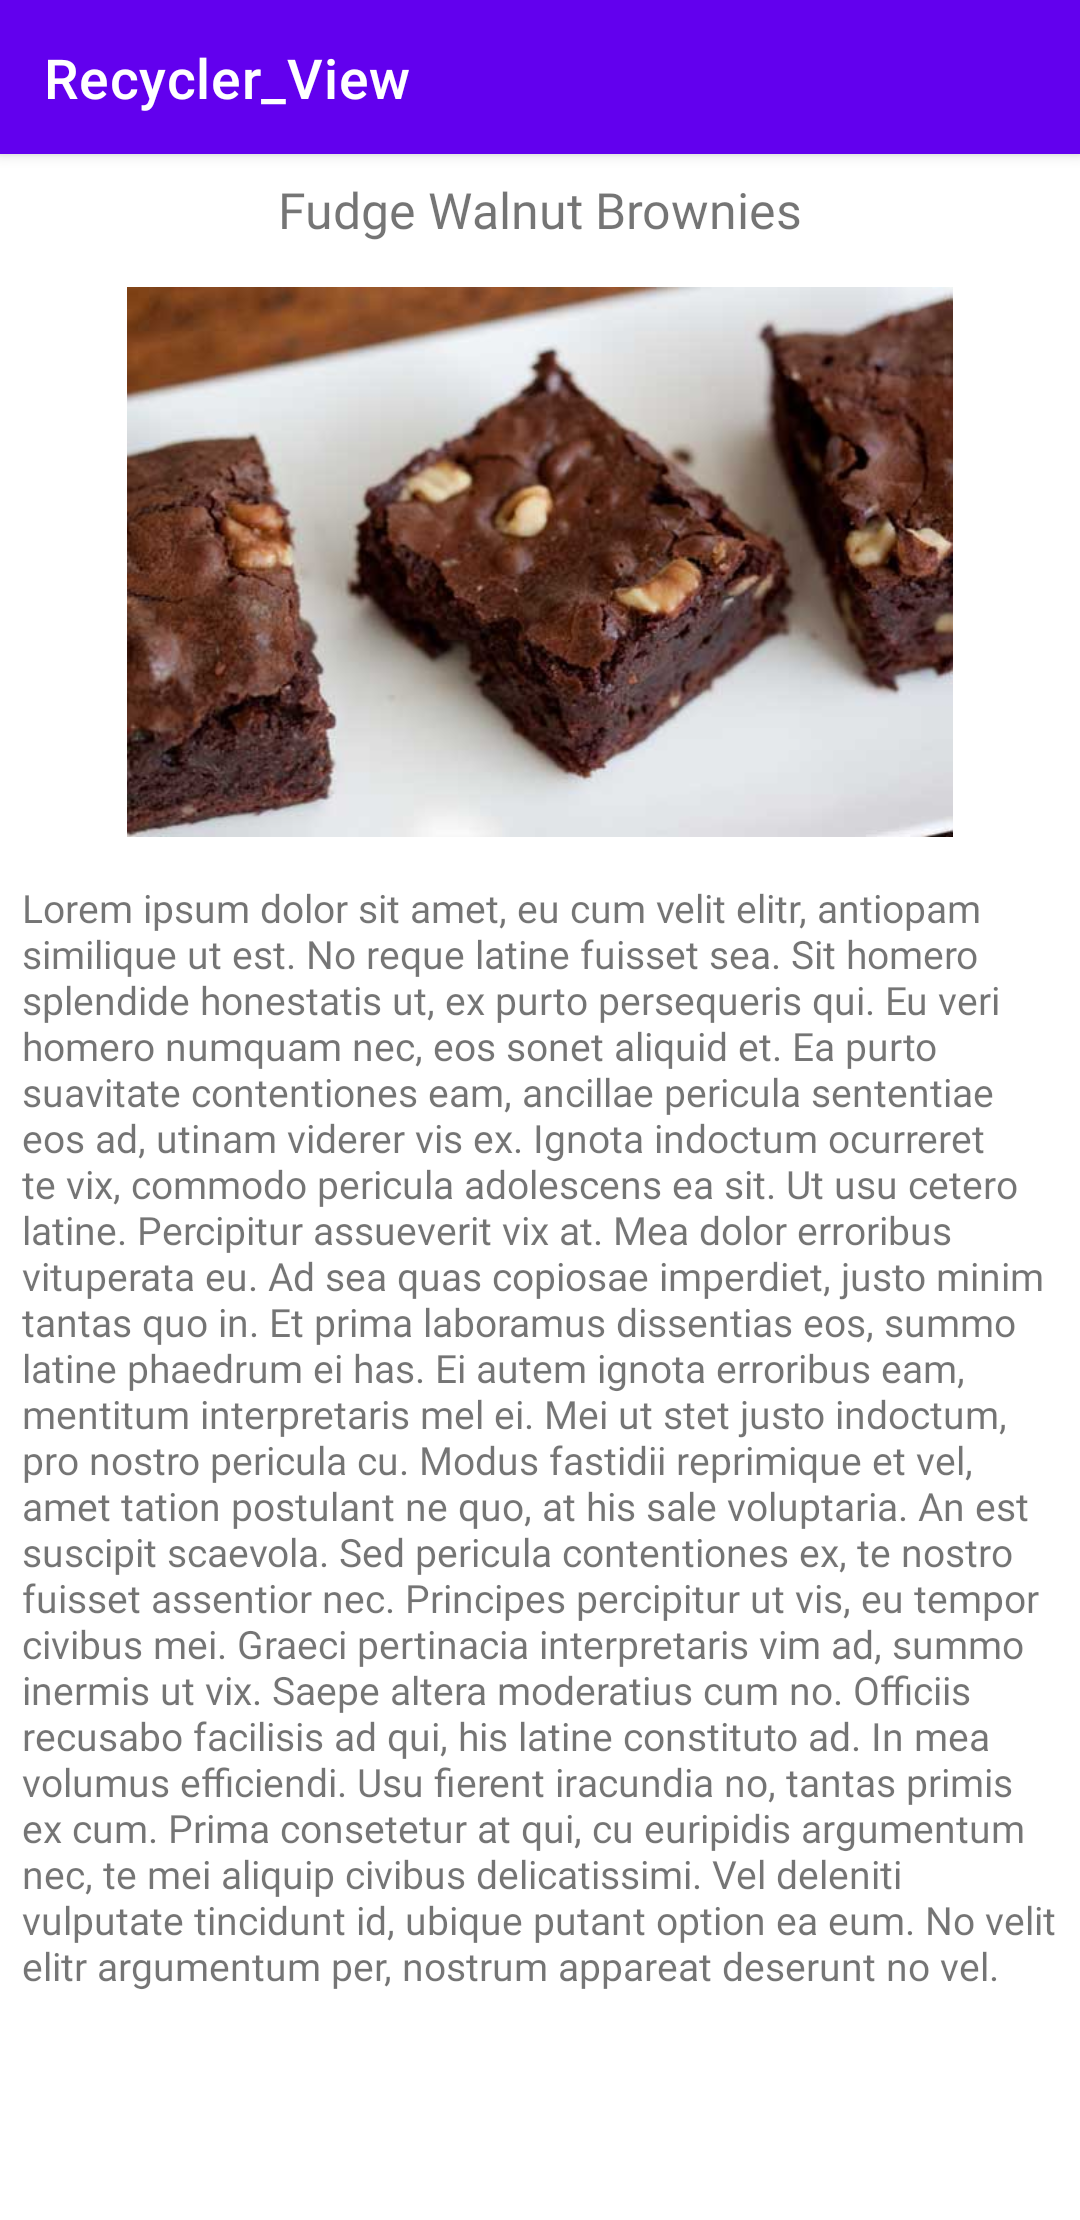 Recycler_View
Fudge Walnut Brownies
Lorem ipsum dolor sit amet, eu cum velit elitr, antiopam
similique ut est. No reque latine fuisset sea. Sit homero
splendide honestatis ut, ex purto persequeris qui. Eu veri
homero numquam nec, eos sonet aliquid et. Ea purto
suavitate contentiones eam, ancillae pericula sententiae
eos ad, utinam viderer vis ex. Ignota indoctum ocurreret
te vix, commodo pericula adolescens ea sit. Ut usu cetero
latine. Percipitur assueverit vix at. Mea dolor erroribus
vituperata eu. Ad sea quas copiosae imperdiet, justo minim
tantas quo in. Et prima laboramus dissentias eos, summo
latine phaedrum ei has. Ei autem ignota erroribus eam,
mentitum interpretaris mel ei. Mei ut stet justo indoctum,
pro nostro pericula cu. Modus fastidii reprimique et vel,
amet tation postulant ne quo, at his sale voluptaria. An est
suscipit scaevola. Sed pericula contentiones ex, te nostro
fuisset assentior nec. Principes percipitur ut vis, eu tempor
civibus mei. Graeci pertinacia interpretaris vim ad, summo
inermis ut vix. Saepe altera moderatius cum no. Officiis
recusabo facilisis ad qui, his latine constituto ad. In mea
volumus efficiendi. Usu fierent iracundia no, tantas primis
ex cum. Prima consetetur at qui, cu euripidis argumentum
nec, te mei aliquip civibus delicatissimi. Vel deleniti
vulputate tincidunt id, ubique putant option ea eum. No velit
elitr argumentum per, nostrum appareat deserunt no vel.